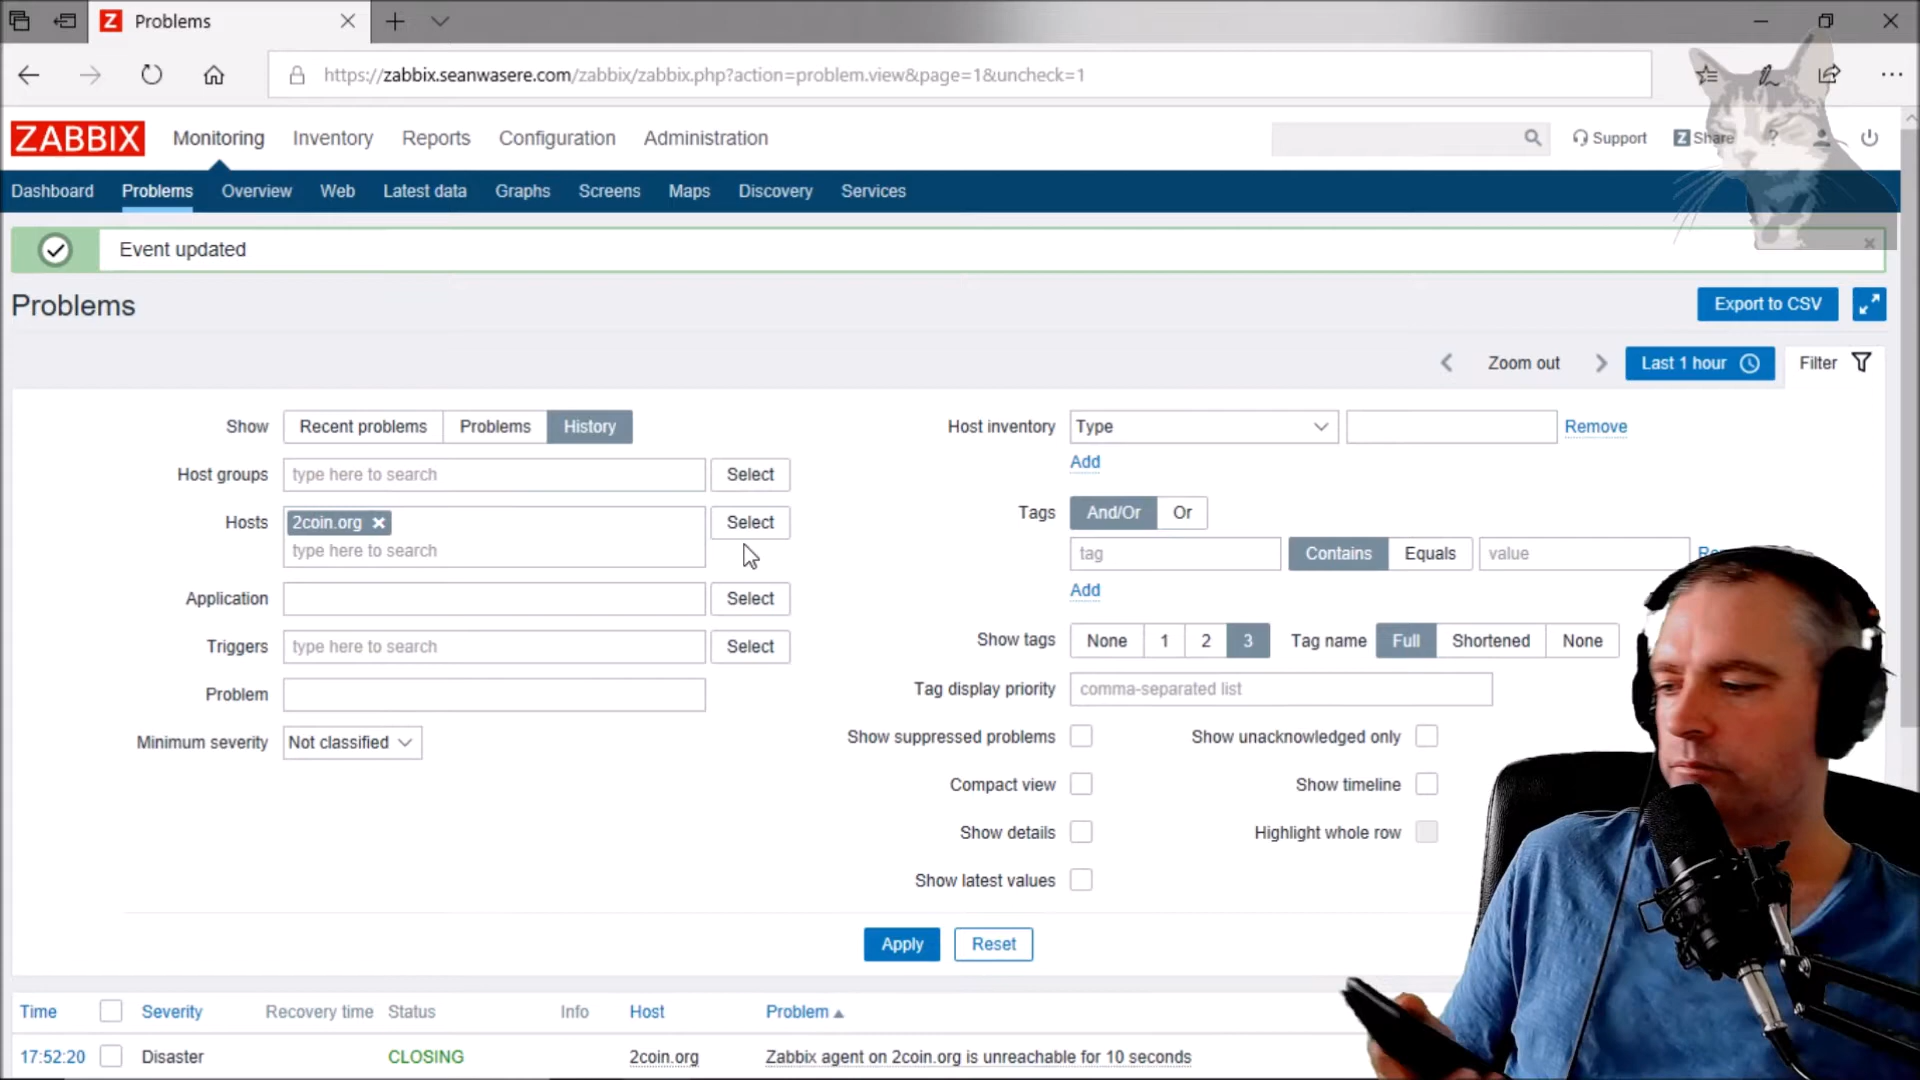 Problems
https://zabbix.seanwasere.com/zabbix/zabbix.php?action=problem.view&page=1&uncheck=1
ZABBIX Monitoring Inventory Reports Configuration Administration Support Z Share ?
Dashboard Problems Overview Web Latest data Graphs Screens Maps Discovery Services
Event updated
Problems Export to CSV
Zoom out Last 1 hour Filter
Show Recent problems Problems History Host inventory Type Remove
Add
Host groups type here to search Select
Hosts 2coin.org Select Tags And/Or Or
type here to search tag Contains Equals value
Add
Application Select
Triggers type here to search Select Show tags None 1 2 3 Tag name Full Shortened None
Problem Tag display priority comma-separated list
Minimum severity Not classified Show suppressed problems Show unacknowledged only
Compact view Show timeline
Show details Highlight whole row
Show latest values
Apply Reset
Time Severity Recovery time Status Info Host Problem
17:52:20 Disaster CLOSING 2coin.org Zabbix agent on 2coin.org is unreachable for 10 seconds